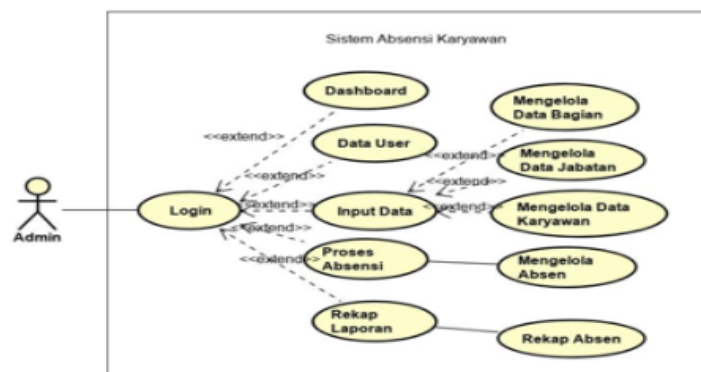 Sistem Absensi Karyawan
Dashboard
Mengelola
Data Bagian
<<extend>>
Data User
<<extend>>
Mengelola
Data Jabatan
<<extend>>
<<extend>>
Login
<<extend>>
Input Data
<<extend>>
Mengelola Data
Karyawan
Admin
<<extend>>
Proses
Absensi
Mengelola
Absen
Rekap
Laporan
Rekap Absen